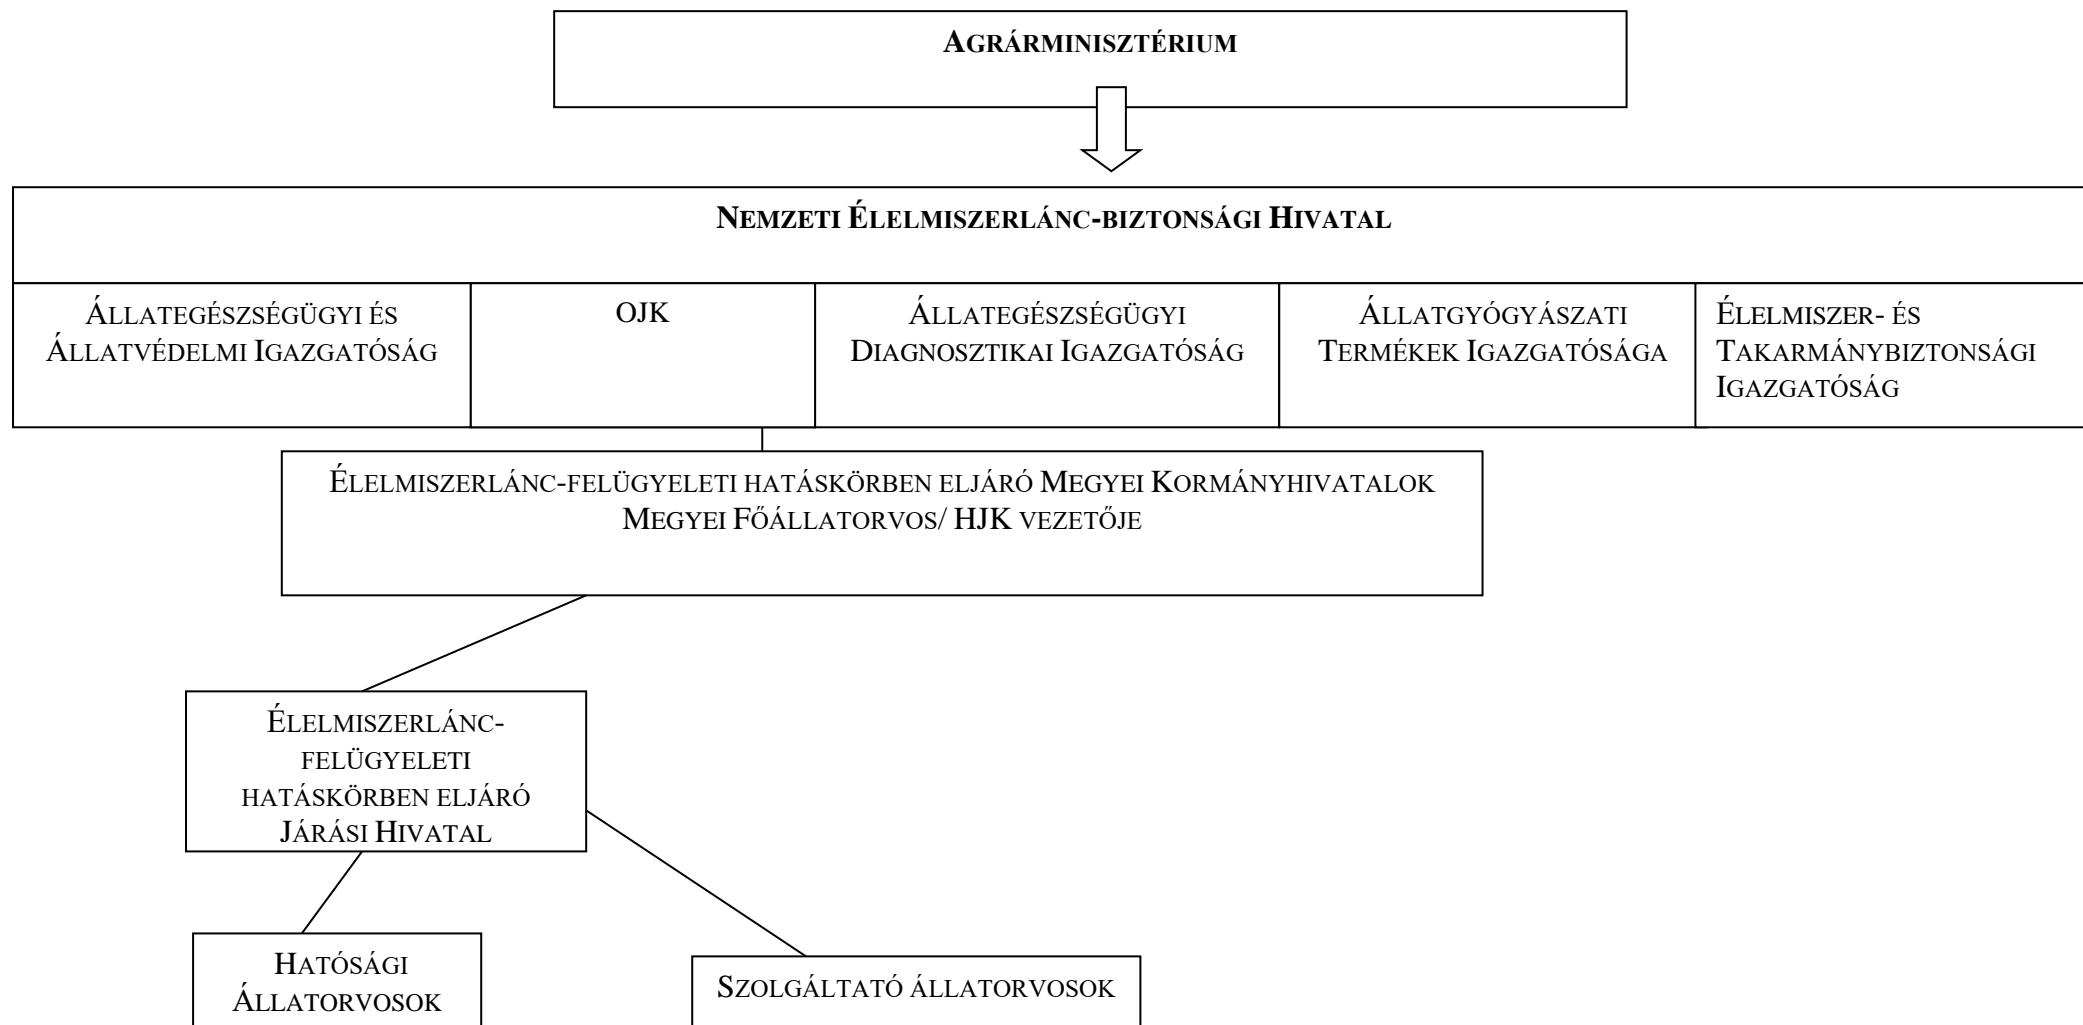 AGRÁRMINISZTÉRIUM
NEMZETI ÉLELMISZERLÁNC-BIZTONSÁGI HIVATAL
ÁLLATEGÉSZSÉGÜGYI ÉS
ÁLLATVÉDELMI IGAZGATÓSÁG
OJK
ÁLLATEGÉSZSÉGÜGYI
DIAGNOSZTIKAI IGAZGATÓSÁG
ÁLLATGYÓGYÁSZATI
TERMÉKEK IGAZGATÓSÁGA
ÉLELMISZER- ÉS
TAKARMÁNYBIZTONSÁGI
IGAZGATÓSÁG
ÉLELMISZERLÁNC-FELÜGYELETI HATÁSKÖRBEN ELJÁRÓ MEGYEI KORMÁNYHIVATALOK
MEGYEI FŐÁLLATORVOS/ HJK VEZETŐJE
ÉLELMISZERLÁNC-
FELÜGYELETI
HATÁSKÖRBEN ELJÁRÓ
JÁRÁSI HIVATAL
HATÓSÁGI
ÁLLATORVOSOK
SZOLGÁLTATÓ ÁLLATORVOSOK